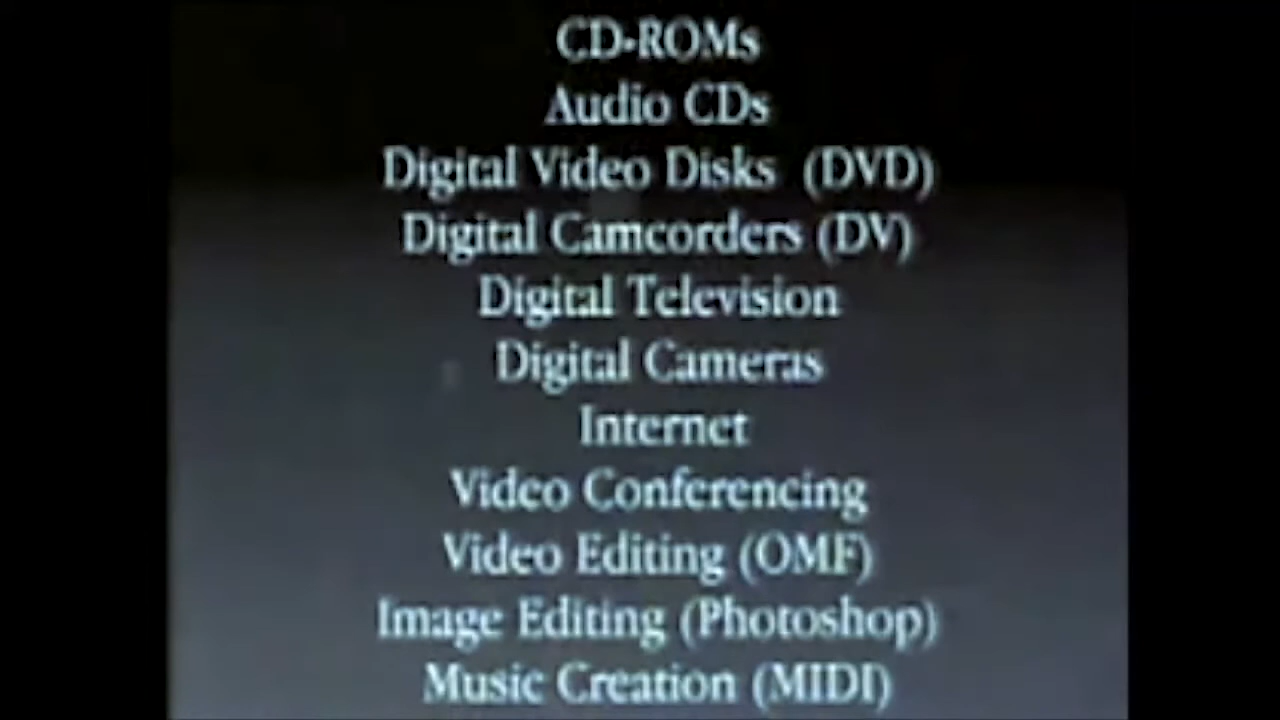 CD-ROMs
Audio CDs
Digital Video Disks (DVD)
Digital Camcorders (DV)
Digital Television
Digital Cameras
Internet
Video Conferencing
Video Editing (OMF)
Image Editing (Photoshop)
Music Creation (MIDI)